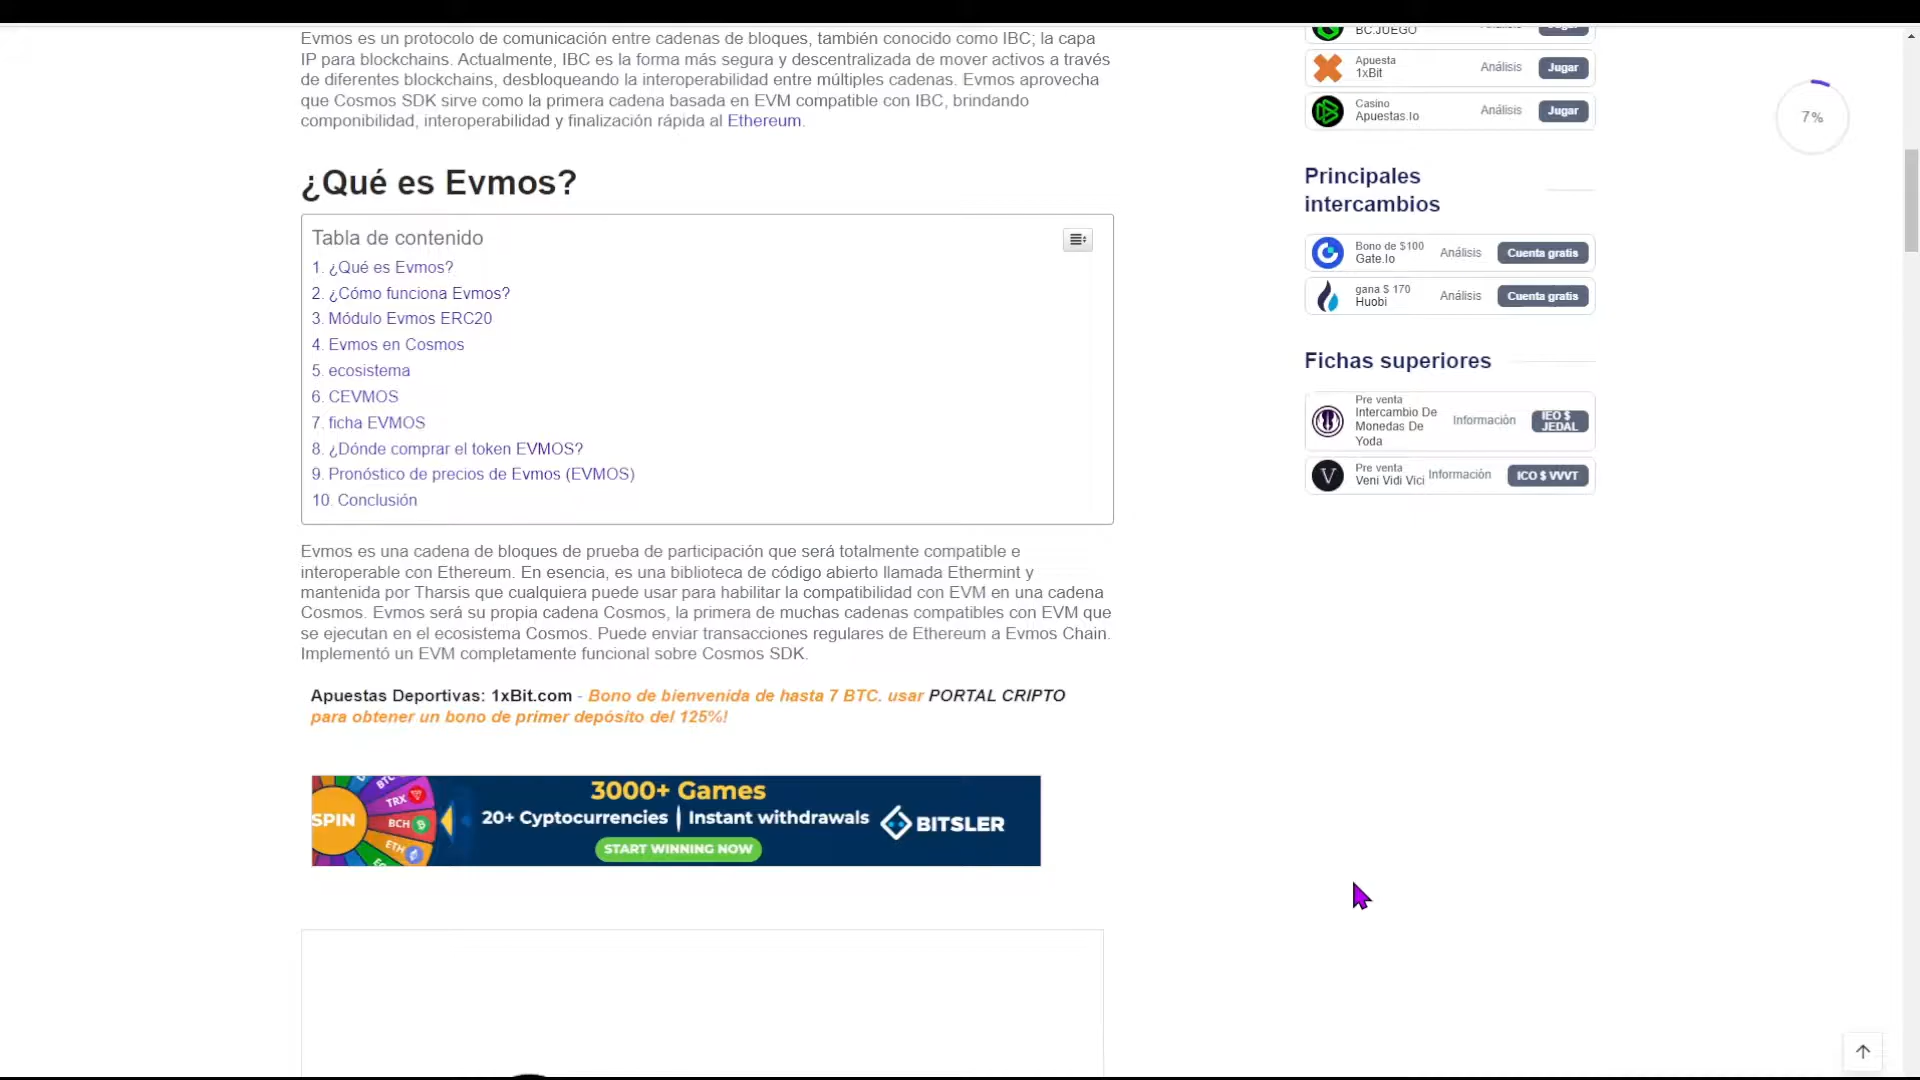 Evmos es un protocolo de comunicación entre cadenas de bloques, también conocido como IBC; la capa
IP para blockchains. Actualmente, IBC es la forma más segura y descentralizada de mover activos a través
de diferentes blockchains, desbloqueando la interoperabilidad entre múltiples cadenas. Evmos aprovecha
que Cosmos SDK sirve como la primera cadena basada en EVM compatible con IBC, brindando
componibilidad, interoperabilidad y finalización rápida al Ethereum.
¿Qué es Evmos?
Tabla de contenido
1. ¿Qué es Evmos?
2. ¿Cómo funciona Evmos?
3. Módulo Evmos ERC20
4. Evmos en Cosmos
5. ecosistema
6. CEVMOS
7. ficha EVMOS
8. ¿Dónde comprar el token EVMOS?
9. Pronóstico de precios de Evmos (EVMOS)
10. Conclusión
Evmos es una cadena de bloques de prueba de participación que será totalmente compatible e
interoperable con Ethereum. En esencia, es una biblioteca de código abierto llamada Ethermint y
mantenida por Tharsis que cualquiera puede usar para habilitar la compatibilidad con EVM en una cadena
Cosmos. Evmos será su propia cadena Cosmos, la primera de muchas cadenas compatibles con EVM que
se ejecutan en el ecosistema Cosmos. Puede enviar transacciones regulares de Ethereum a Evmos Chain.
Implementó un EVM completamente funcional sobre Cosmos SDK.
Apuestas Deportivas: 1xBit.com - Bono de bienvenida de hasta 7 BTC. usar PORTAL CRIPTO
para obtener un bono de primer depósito del 125%!
SPIN
BTC
TRX
BCH
ETH
3000+ Games
20+ Cyptocurrencies | Instant withdrawals
START WINNING NOW
BITSLER
BC.JUEGO
Apuesta
1xBit
Análisis
Jugar
Casino
Apuestas.Io
Análisis
Jugar
Principales
intercambios
Bono de $100
Gate.Io
Análisis
Cuenta gratis
gana $ 170
Huobi
Análisis
Cuenta gratis
Fichas superiores
Pre venta
Intercambio De
Monedas De
Yoda
Información
IEO $
JEDAL
Pre venta
Veni Vidi Vici
Información
ICO $ VVVT
V
7%